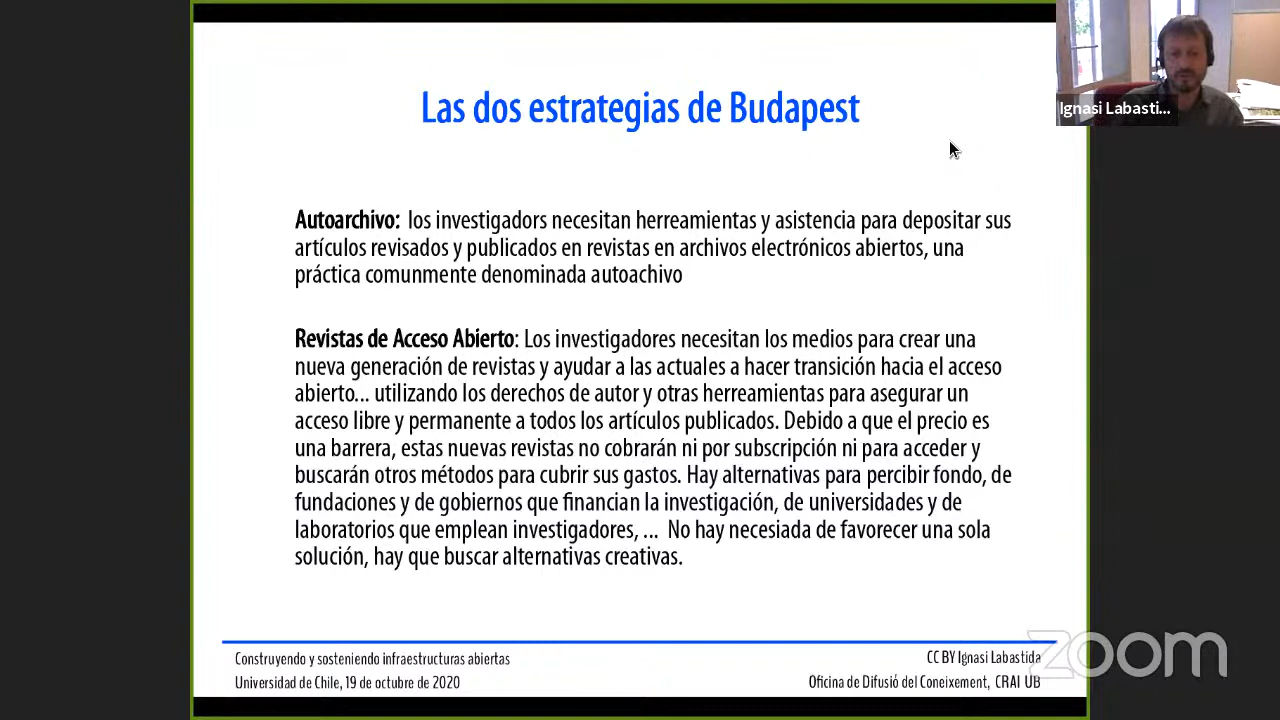 Las dos estrategias de Budapest
Ignasi Labasti...
Autoarchivo: los investigadors necesitan herreamientas y asistencia para depositar sus
artículos revisados y publicados en revistas en archivos electrónicos abiertos, una
práctica comunmente denominada autoachivo
Revistas de Acceso Abierto: Los investigadores necesitan los medios para crear una
nueva generación de revistas y ayudar a las actuales a hacer transición hacia el acceso
abierto... utilizando los derechos de autor y otras herreamientas para asegurar un
acceso libre y permanente a todos los artículos publicados. Debido a que el precio es
una barrera, estas nuevas revistas no cobrarán ni por subscripción ni para acceder y
buscarán otros métodos para cubrir sus gastos. Hay alternativas para percibir fondo, de
fundaciones y de gobiernos que financian la investigación, de universidades y de
laboratorios que emplean investigadores, ... No hay necesiada de favorecer una sola
solución, hay que buscar alternativas creativas.
Construyendo y sosteniendo infraestructuras abiertas
Universidad de Chile, 19 de octubre de 2020
CC BY Ignasi Labastida
Oficina de Difusió del Coneixement, CRAI UB
zoom